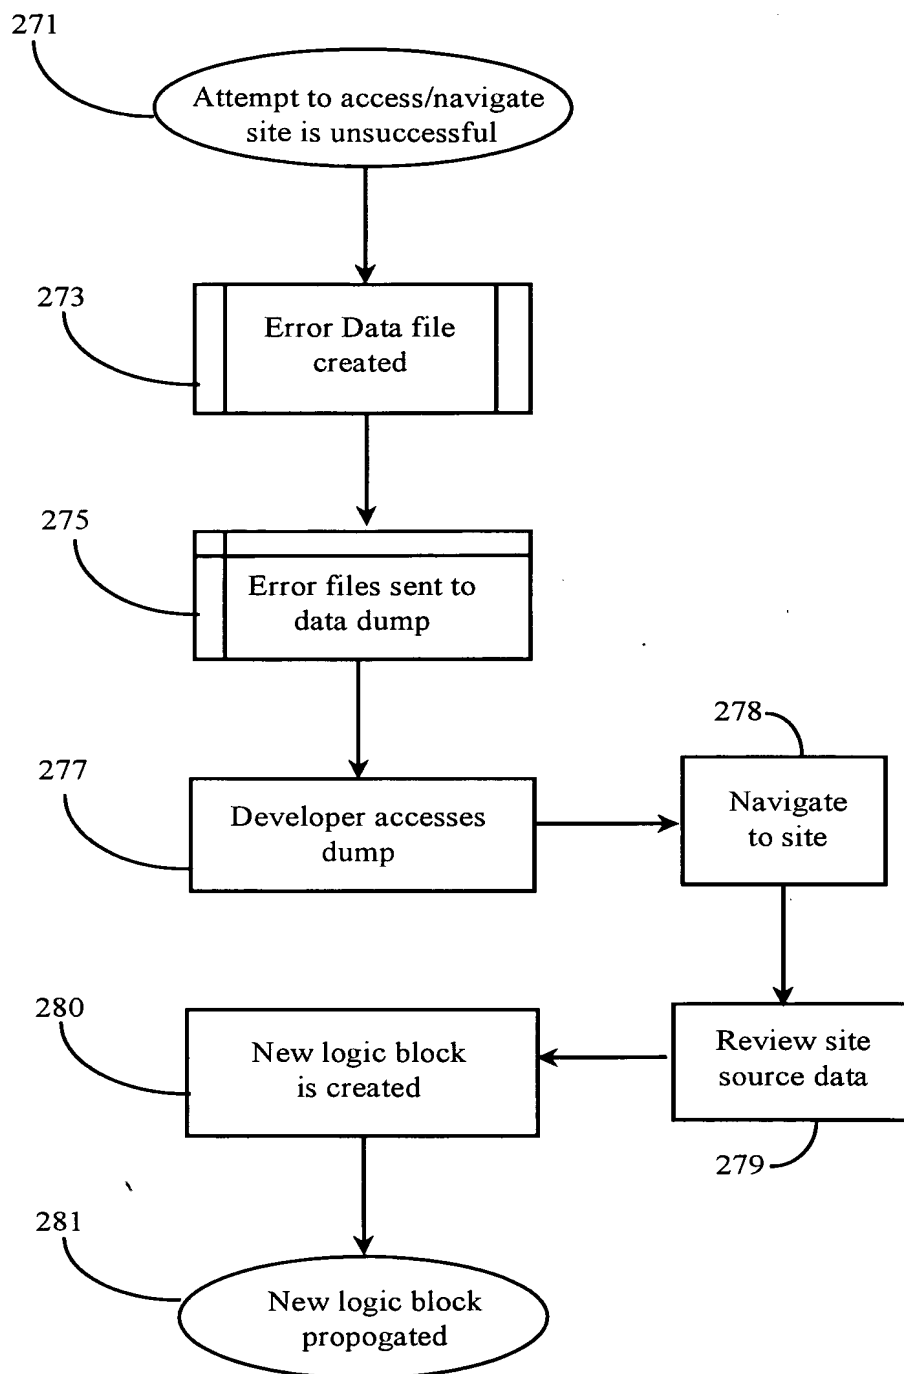 271
Attempt to access/navigate
site is unsuccessful
273
Error Data file
created
275
Error files sent to
data dump
277
Developer accesses
dump
278
Navigate
to site
280
New logic block
is created
Review site
source data
279
281
New logic block
propogated